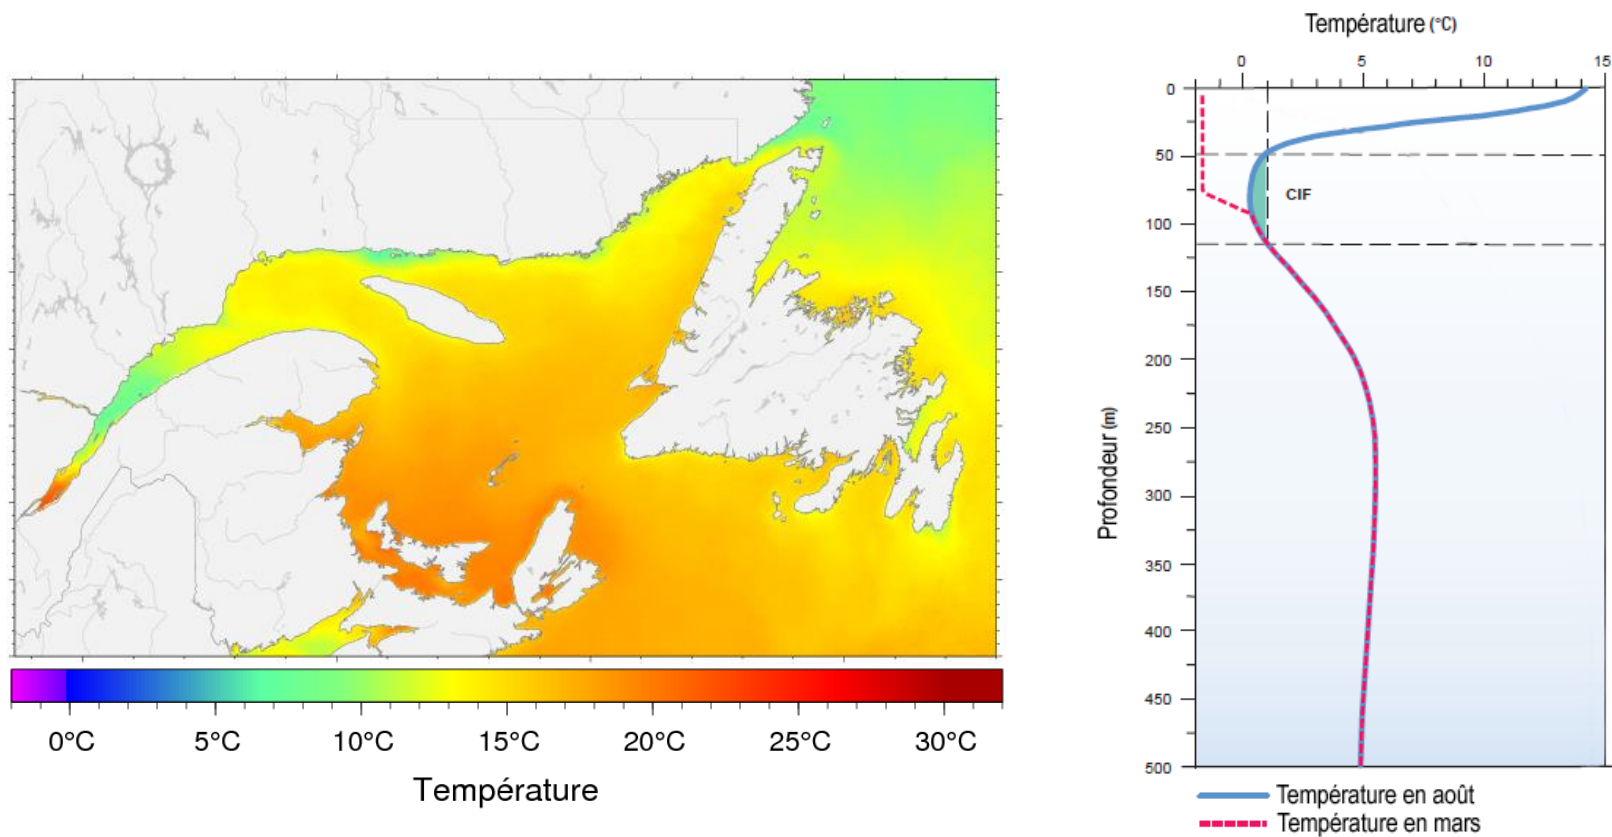 0°C 5°C 10°C 15°C 20°C 25°C 30°C
Température
Température (°C)
0 5 10 15
0
50
100
150
200
250
300
350
400
450
500
Profondeur (m)
CIF
Température en août
Température en mars